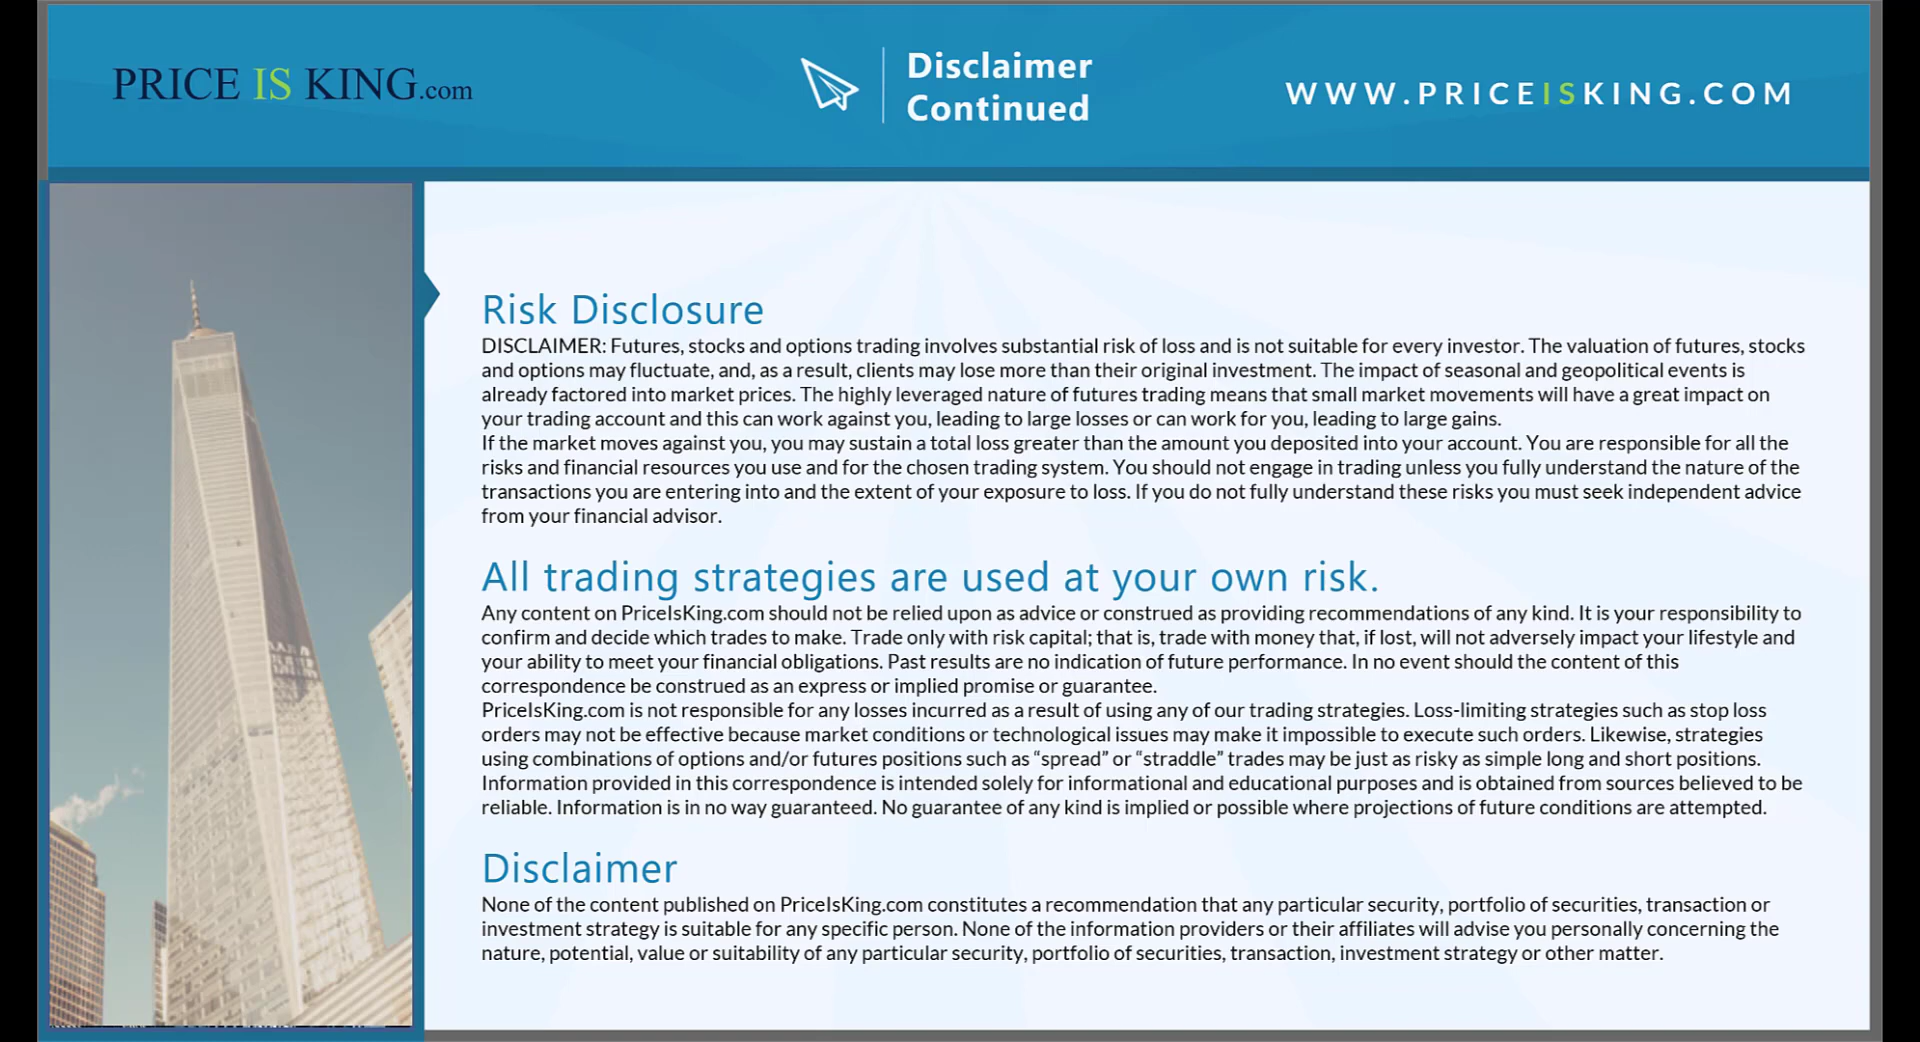 PRICE IS KING.com
Disclaimer
Continued
WWW.PRICEISKING.COM
Risk Disclosure
DISCLAIMER: Futures, stocks and options trading involves substantial risk of loss and is not suitable for every investor. The valuation of futures, stocks
and options may fluctuate, and, as a result, clients may lose more than their original investment. The impact of seasonal and geopolitical events is
already factored into market prices. The highly leveraged nature of futures trading means that small market movements will have a great impact on
your trading account and this can work against you, leading to large losses or can work for you, leading to large gains.
If the market moves against you, you may sustain a total loss greater than the amount you deposited into your account. You are responsible for all the
risks and financial resources you use and for the chosen trading system. You should not engage in trading unless you fully understand the nature of the
transactions you are entering into and the extent of your exposure to loss. If you do not fully understand these risks you must seek independent advice
from your financial advisor.
All trading strategies are used at your own risk.
Any content on PriceIsKing.com should not be relied upon as advice or construed as providing recommendations of any kind. It is your responsibility to
confirm and decide which trades to make. Trade only with risk capital; that is, trade with money that, if lost, will not adversely impact your lifestyle and
your ability to meet your financial obligations. Past results are no indication of future performance. In no event should the content of this
correspondence be construed as an express or implied promise or guarantee.
PriceIsKing.com is not responsible for any losses incurred as a result of using any of our trading strategies. Loss-limiting strategies such as stop loss
orders may not be effective because market conditions or technological issues may make it impossible to execute such orders. Likewise, strategies
using combinations of options and/or futures positions such as “spread” or “straddle” trades may be just as risky as simple long and short positions.
Information provided in this correspondence is intended solely for informational and educational purposes and is obtained from sources believed to be
reliable. Information is in no way guaranteed. No guarantee of any kind is implied or possible where projections of future conditions are attempted.
Disclaimer
None of the content published on PriceIsKing.com constitutes a recommendation that any particular security, portfolio of securities, transaction or
investment strategy is suitable for any specific person. None of the information providers or their affiliates will advise you personally concerning the
nature, potential, value or suitability of any particular security, portfolio of securities, transaction, investment strategy or other matter.